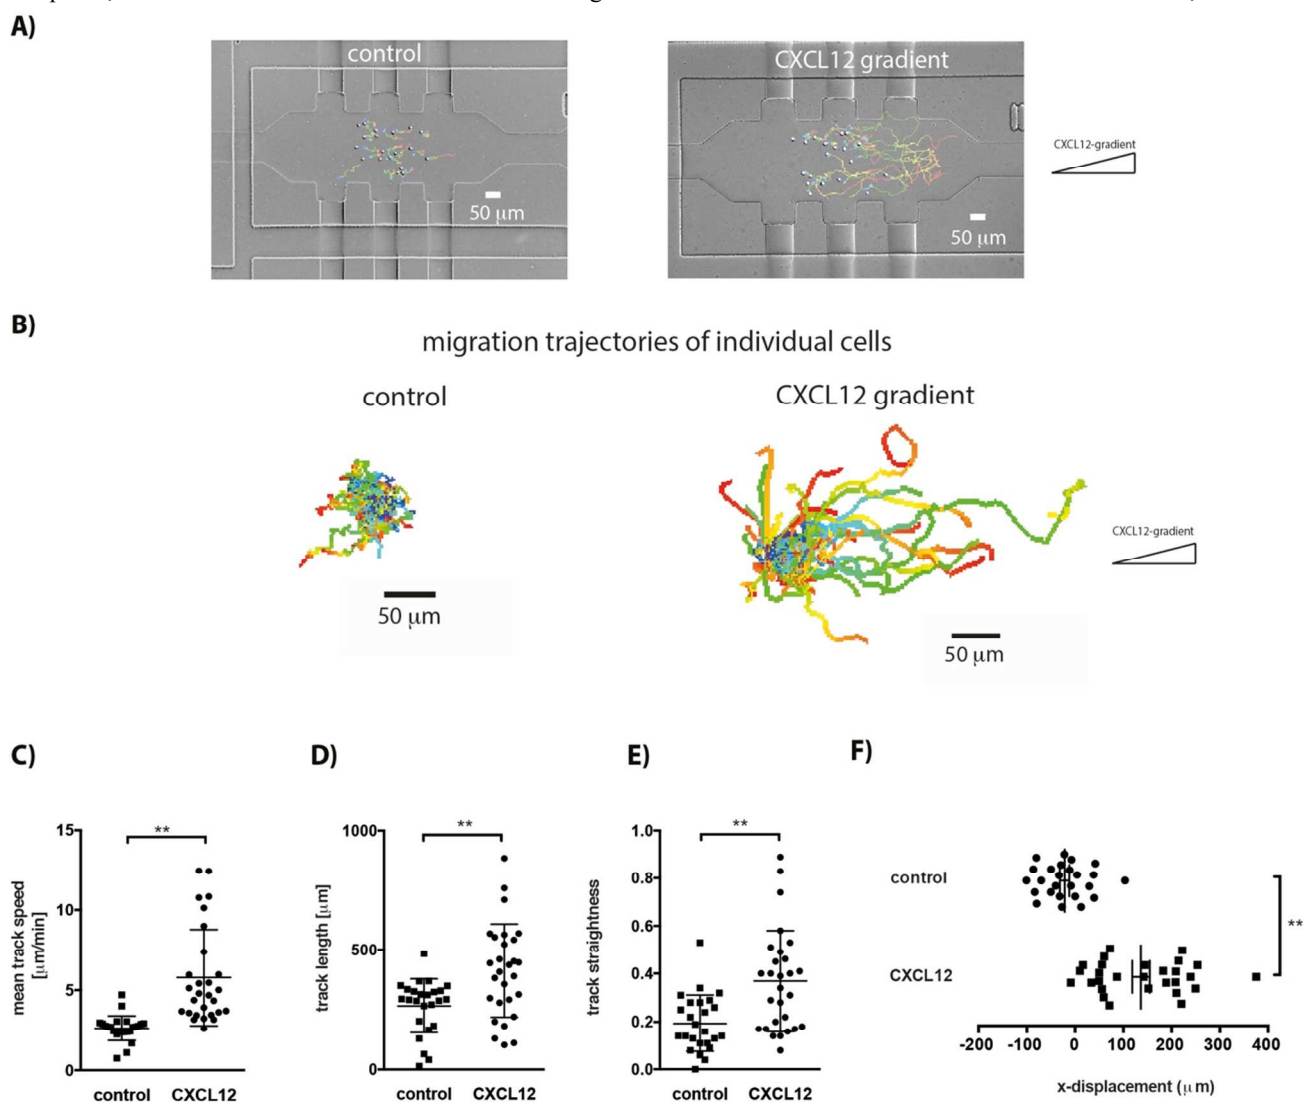 A)
control
50 μm
CXCL12 gradient
50 μm
CXCL12-gradient
B)
migration trajectories of individual cells
control
CXCL12 gradient
50 μm
50 μm
CXCL12-gradient
C)
mean track speed
[μm/min]
15
10
5
0
**
control CXCL12
D)
track length [μm]
1000
500
0
**
control CXCL12
E)
track straightness
1.0
0.8
0.6
0.4
0.2
0.0
**
control CXCL12
F)
control
CXCL12
**
-200 -100 0 100 200 300 400
x-displacement (μm)